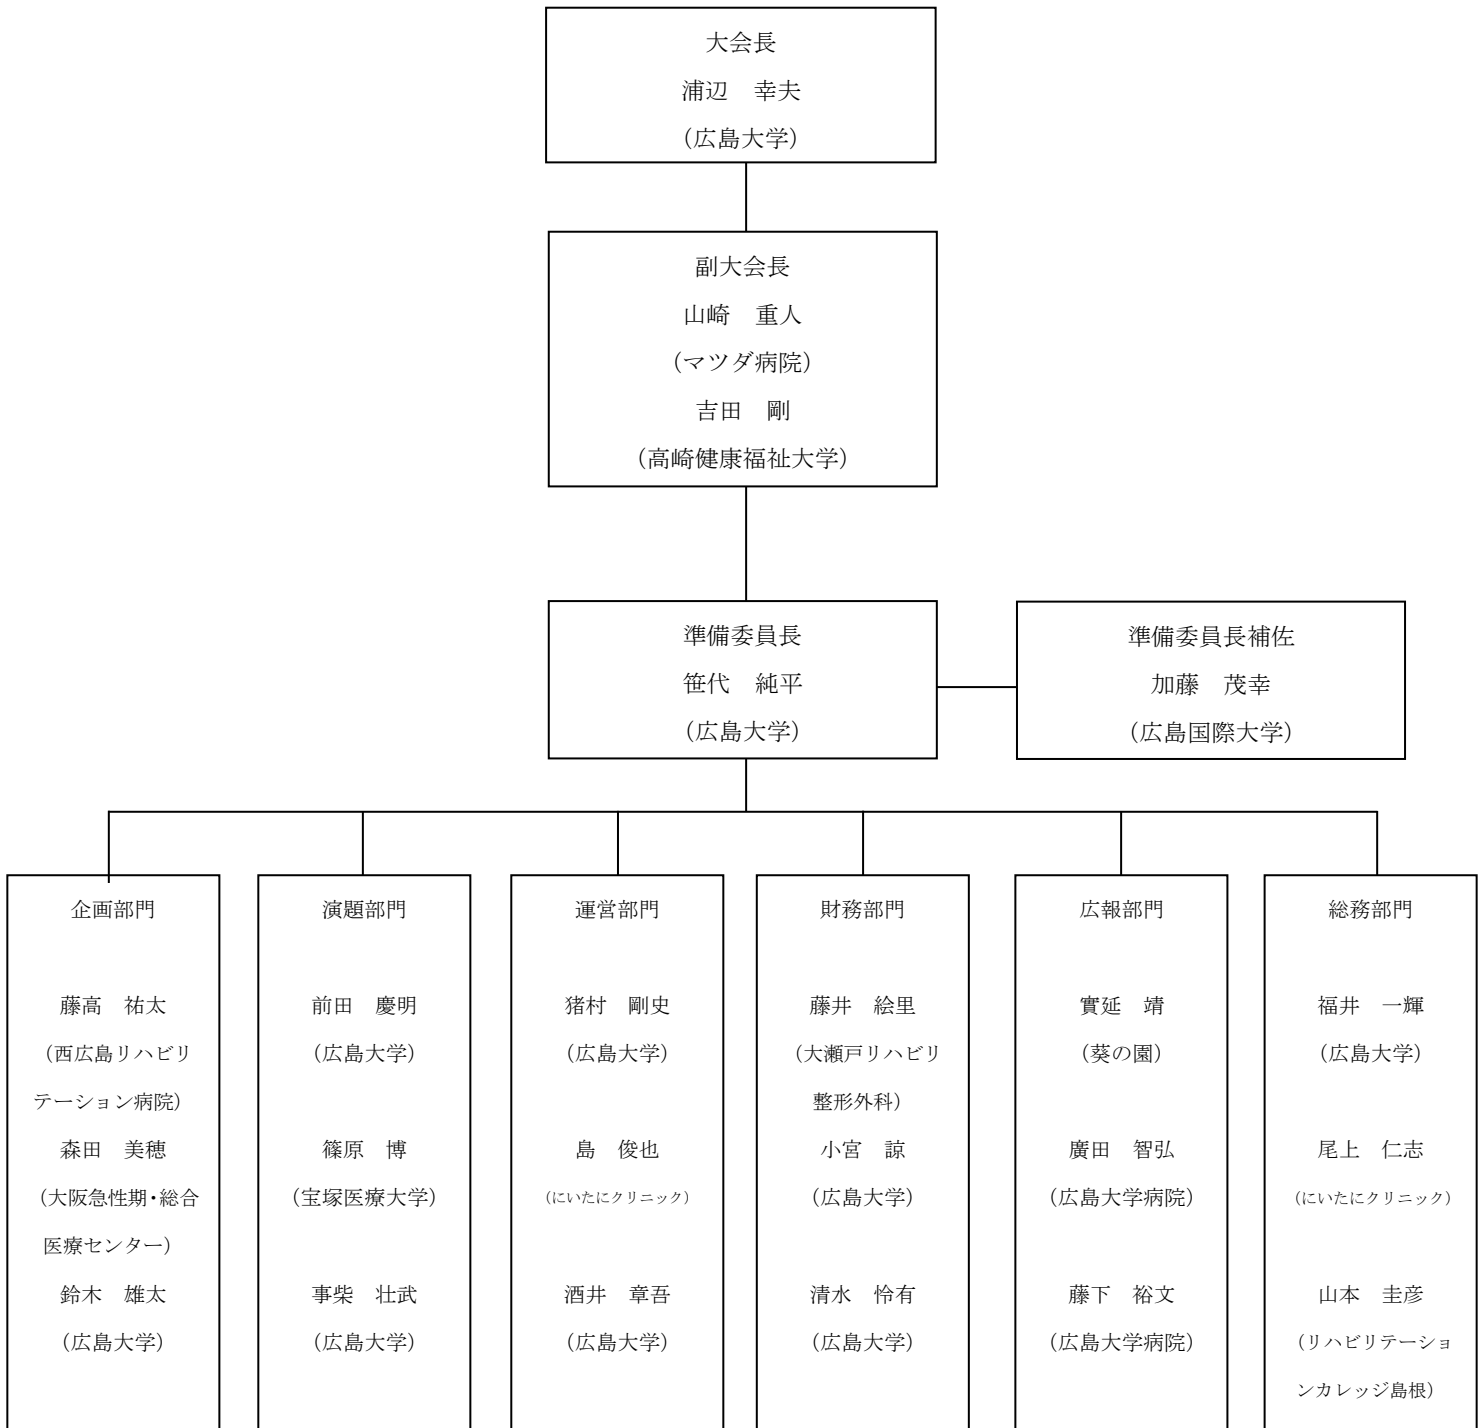 大会長
浦辺　幸夫
（広島大学）
副大会長
山崎　重人
（マツダ病院）
吉田　剛
（高崎健康福祉大学）
準備委員長
笹代　純平
（広島大学）
準備委員長補佐
加藤　茂幸
（広島国際大学）
企画部門
藤高　祐太
（西広島リハビリ
テーション病院）
森田　美穂
（大阪急性期・総合
医療センター）
鈴木　雄太
（広島大学）
演題部門
前田　慶明
（広島大学）
篠原　博
（宝塚医療大学）
事柴　壮武
（広島大学）
運営部門
猪村　剛史
（広島大学）
島　俊也
（にいたにクリニック）
酒井　章吾
（広島大学）
財務部門
藤井　絵里
（大瀬戸リハビリ
整形外科）
小宮　諒
（広島大学）
清水　怜有
（広島大学）
広報部門
實延　靖
（葵の園）
廣田　智弘
（広島大学病院）
藤下　裕文
（広島大学病院）
総務部門
福井　一輝
（広島大学）
尾上　仁志
（にいたにクリニック）
山本　圭彦
（リハビリテーショ
ンカレッジ島根）